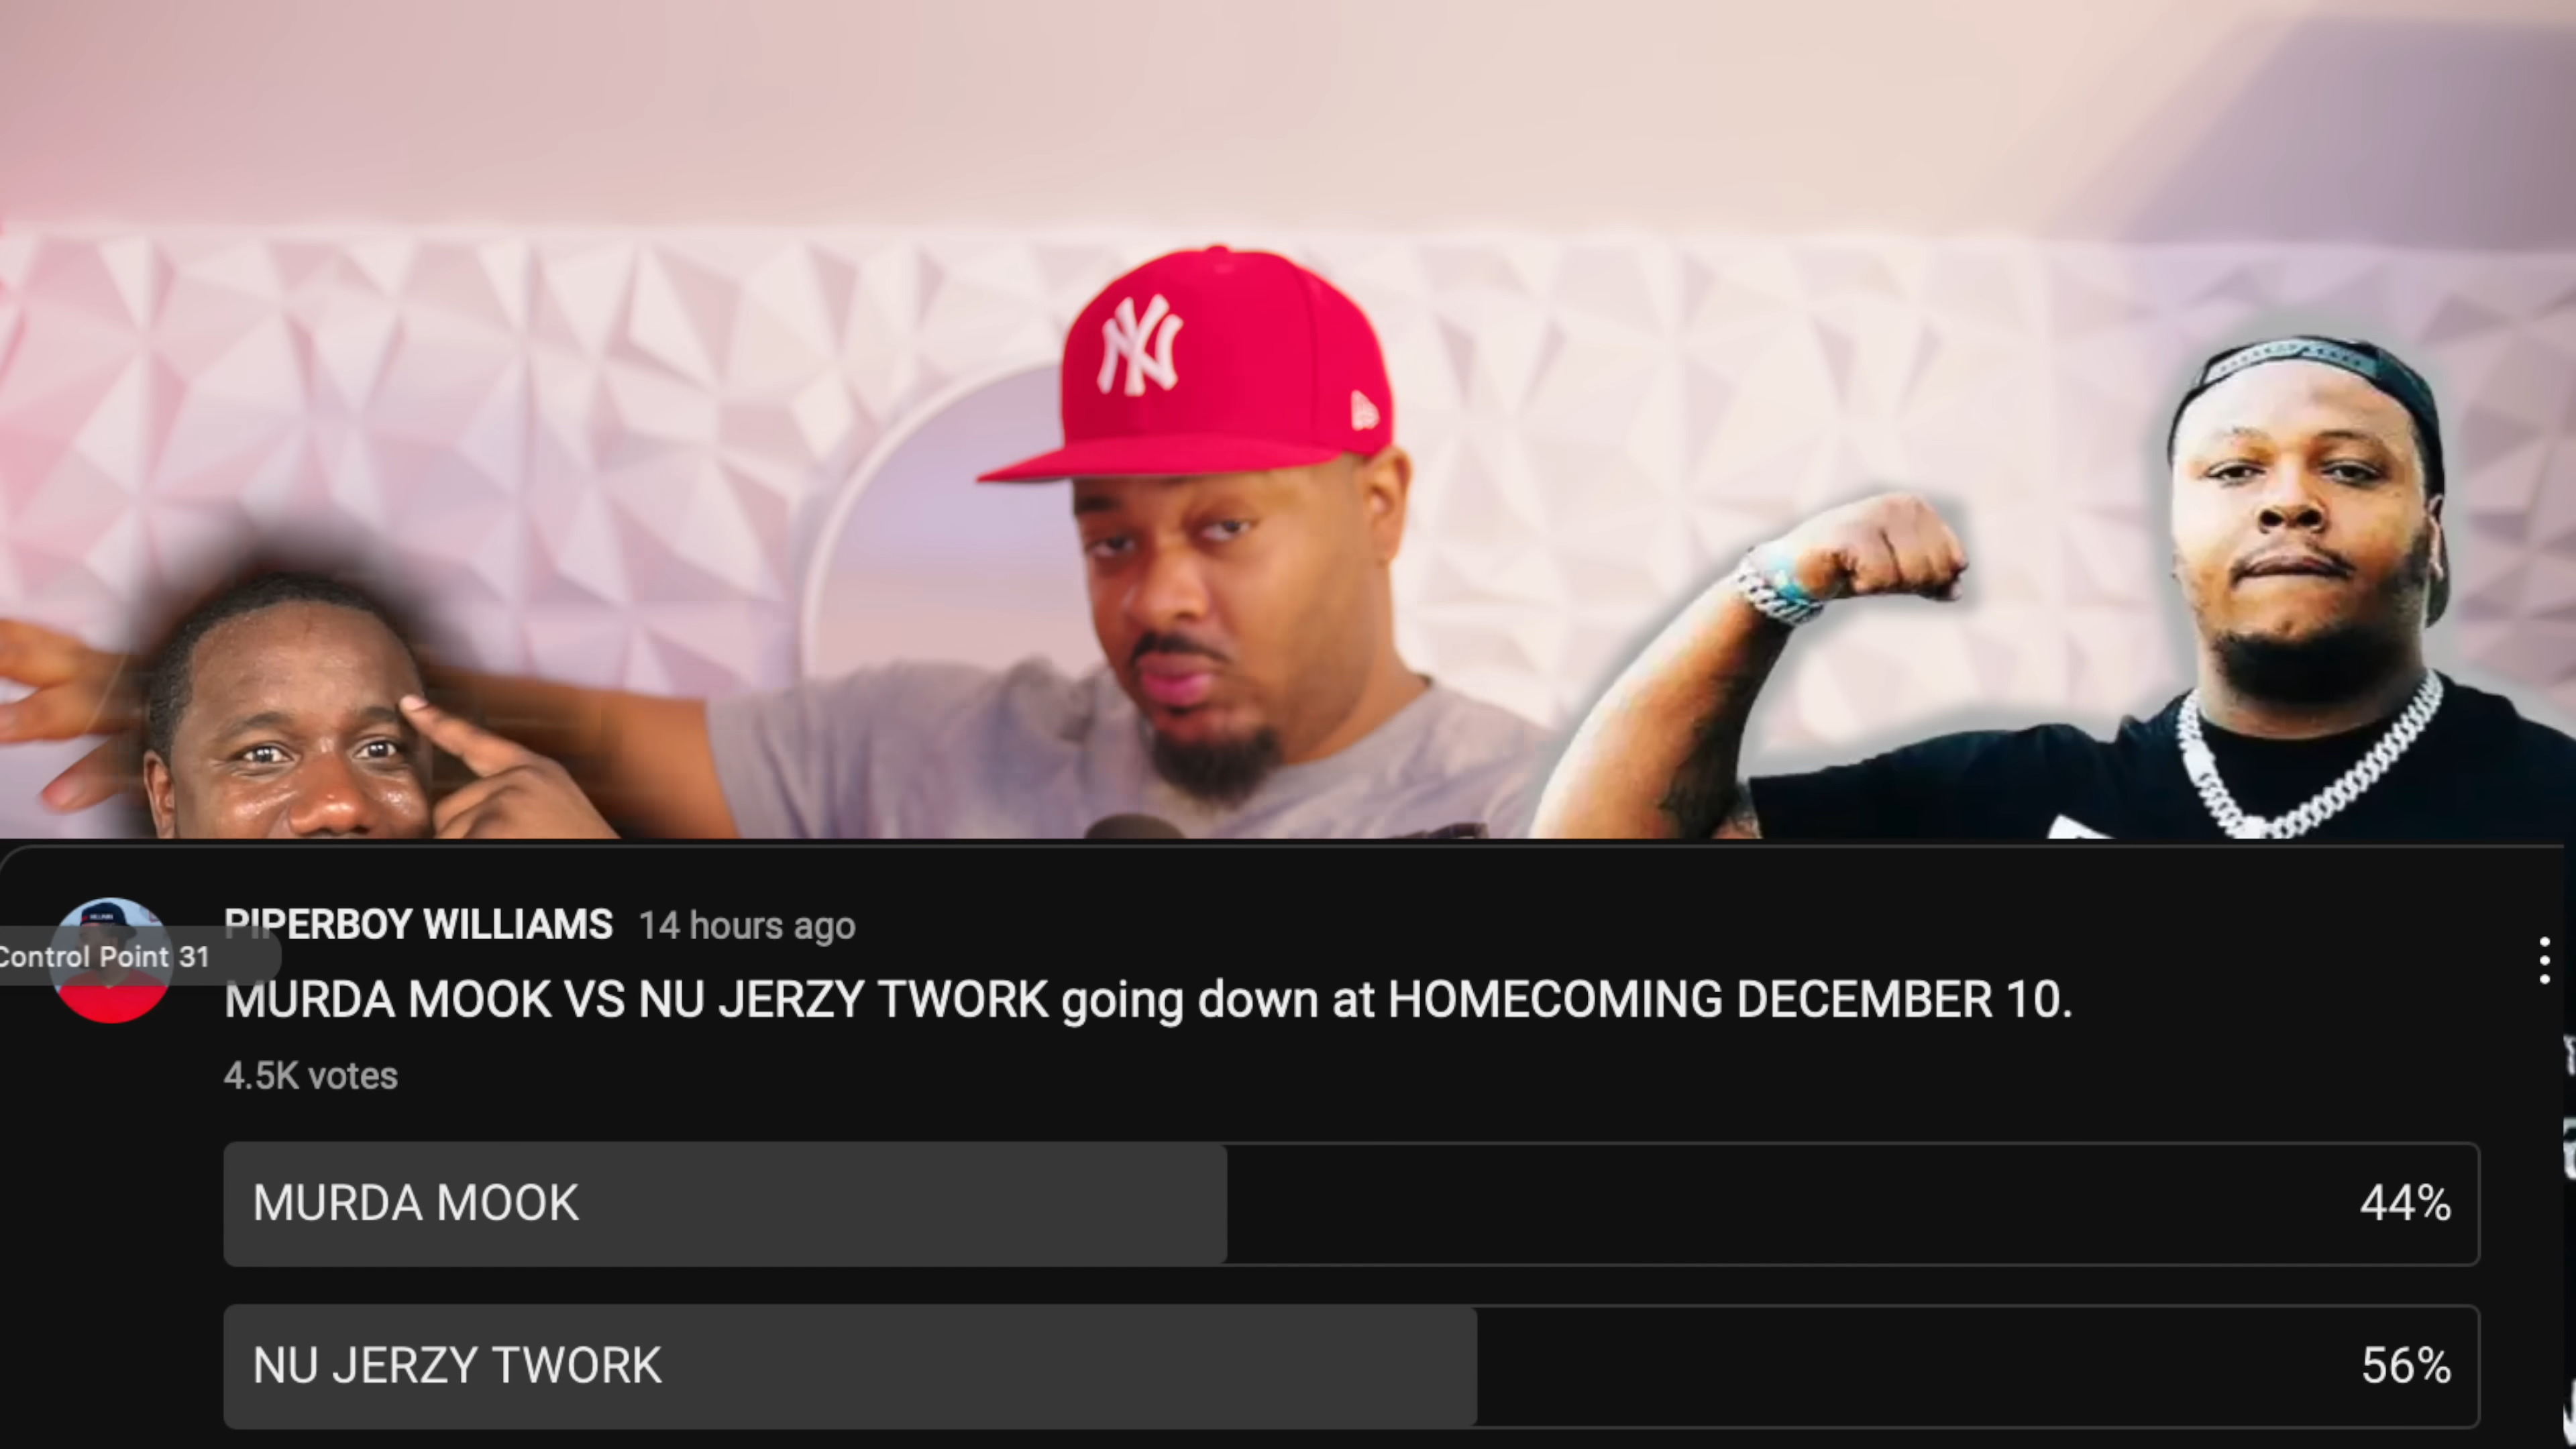 NY
PIPERBOY WILLIAMS 14 hours ago
Control Point 31
MURDA MOOK VS NU JERZY TWORK going down at HOMECOMING DECEMBER 10.
4.5K votes
MURDA MOOK 44%
NU JERZY TWORK 56%